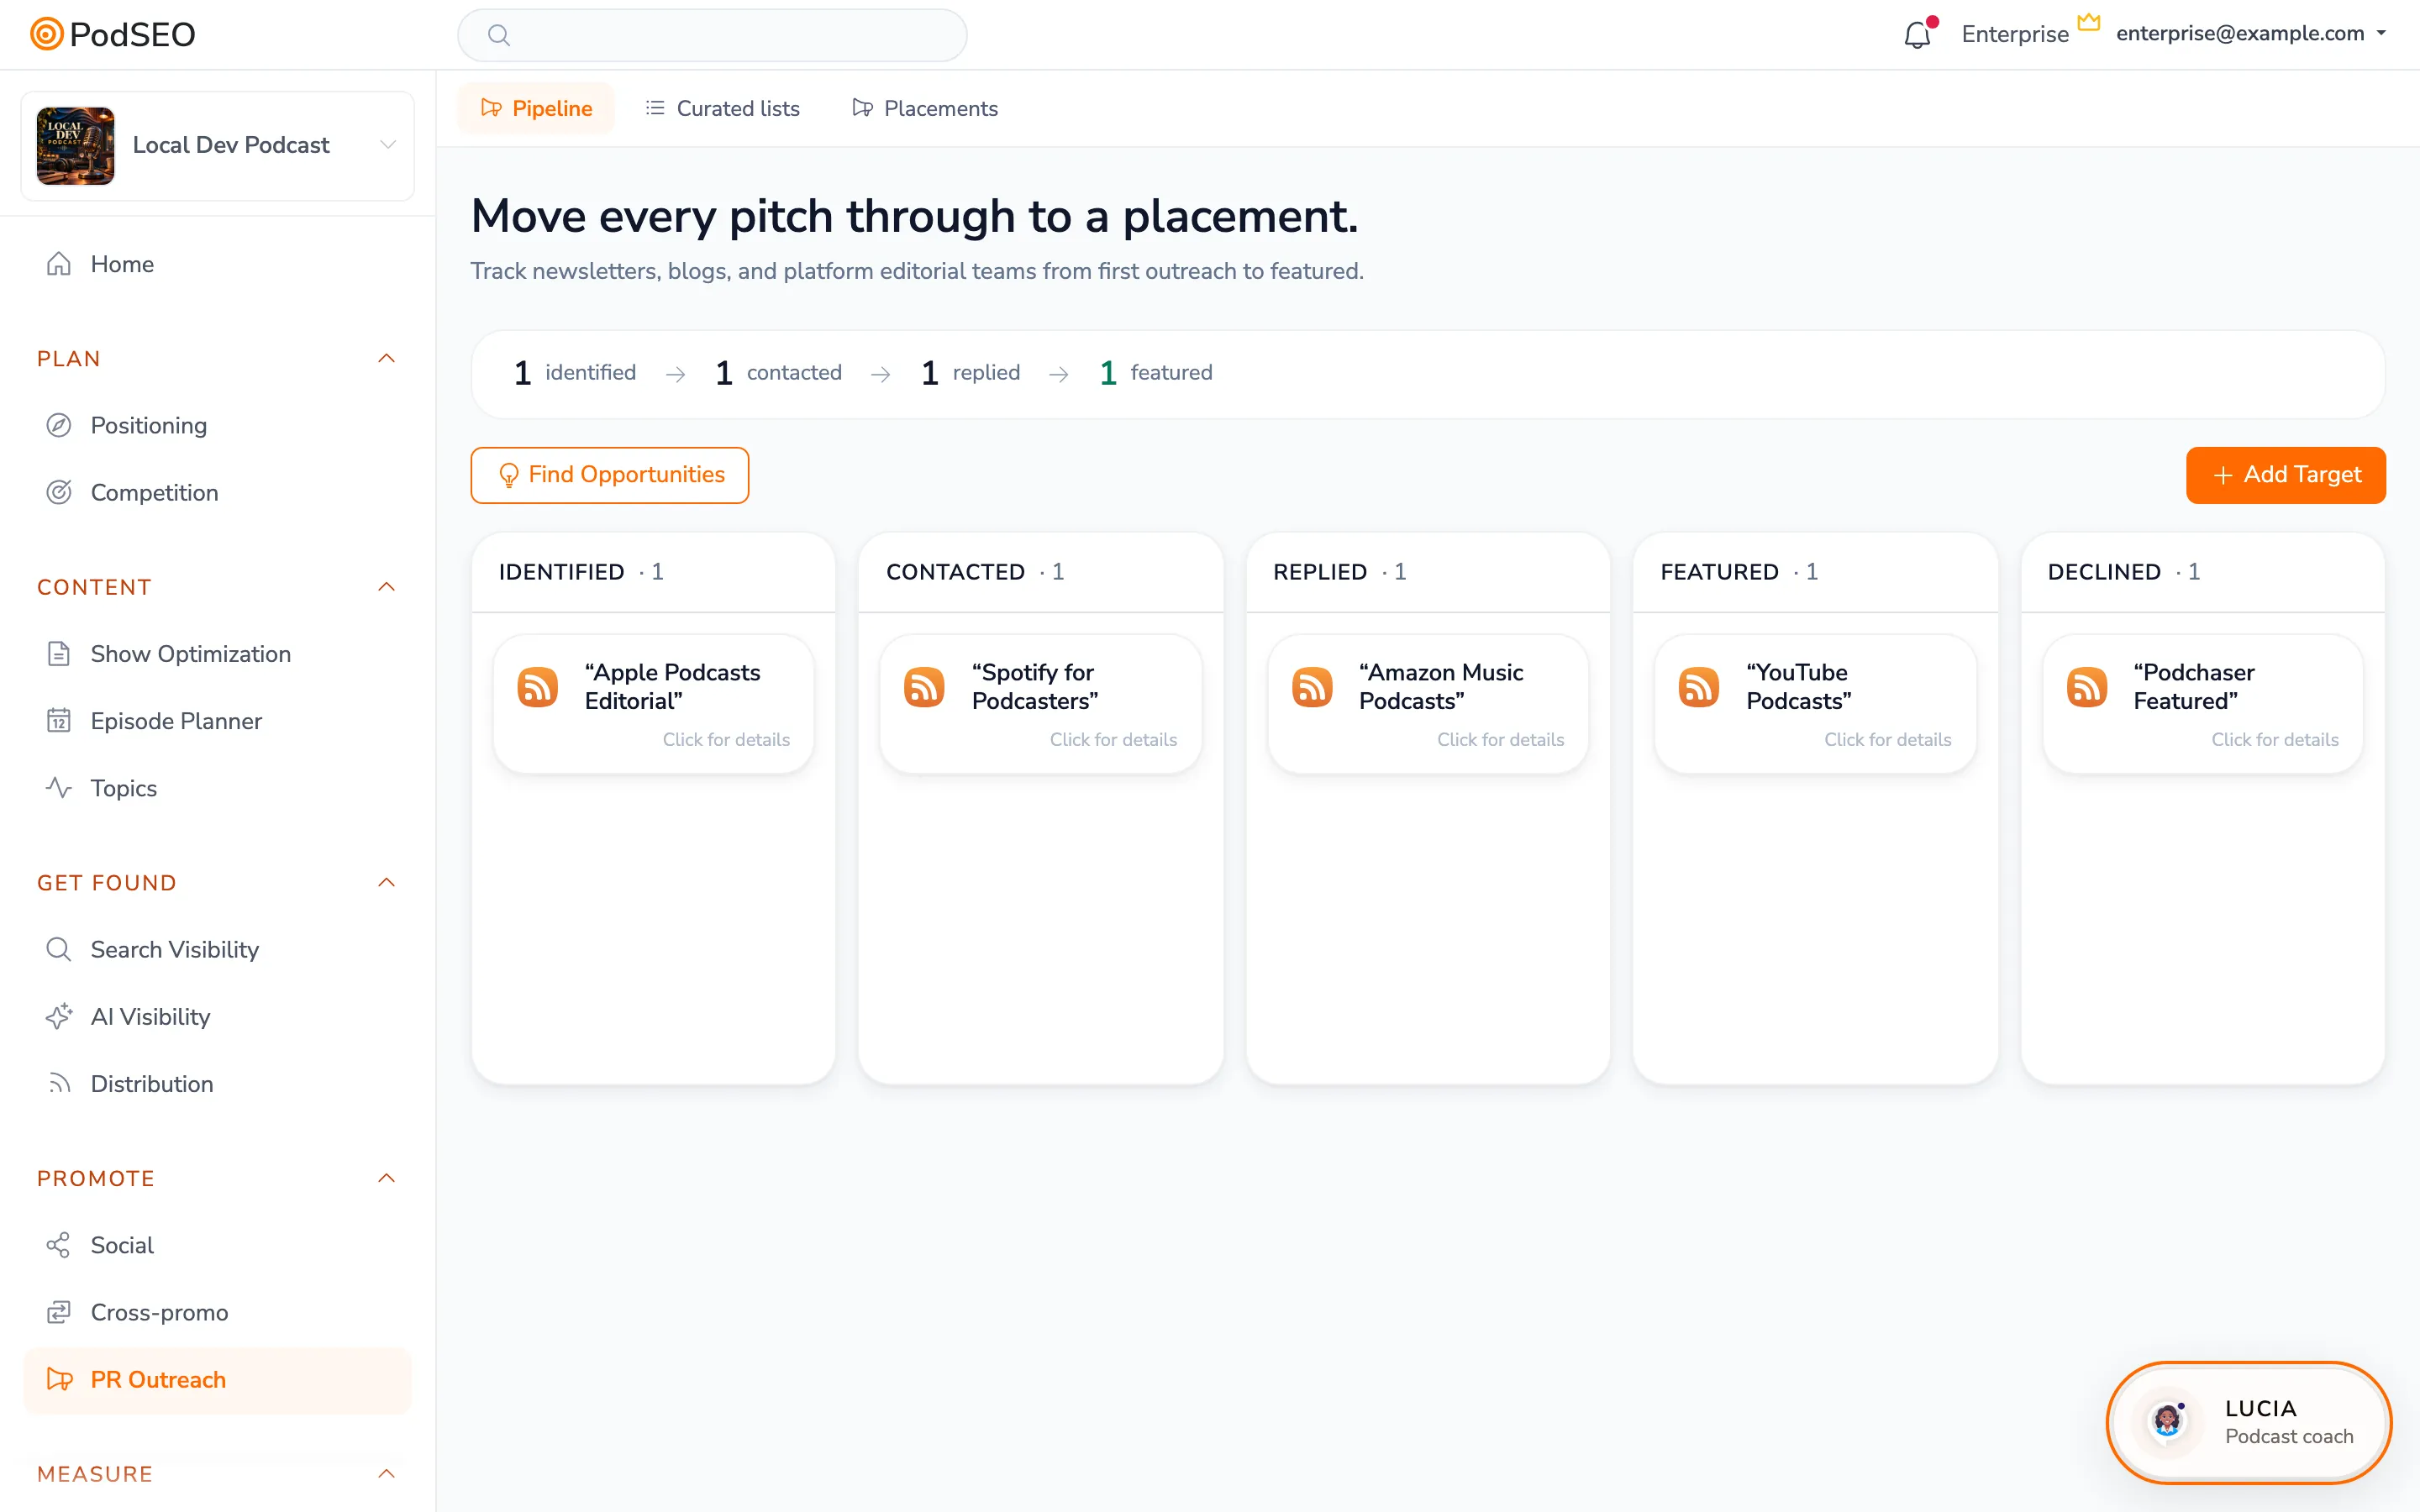 PodSEO
Enterprise
enterprise@example.com
LOCAL
DEV
PODCAST
Local Dev Podcast
Home
PLAN
Positioning
Competition
CONTENT
Show Optimization
12
Episode Planner
Topics
GET FOUND
Search Visibility
AI Visibility
Distribution
PROMOTE
Social
Cross-promo
PR Outreach
MEASURE
Pipeline
Curated lists
Placements
Move every pitch through to a placement.
Track newsletters, blogs, and platform editorial teams from first outreach to featured.
1 identified → 1 contacted → 1 replied → 1 featured
Find Opportunities
+ Add Target
IDENTIFIED · 1
“Apple Podcasts
Editorial”
Click for details
CONTACTED · 1
“Spotify for
Podcasters”
Click for details
REPLIED · 1
“Amazon Music
Podcasts”
Click for details
FEATURED · 1
“YouTube
Podcasts”
Click for details
DECLINED · 1
“Podchaser
Featured”
Click for details
LUCIA
Podcast coach